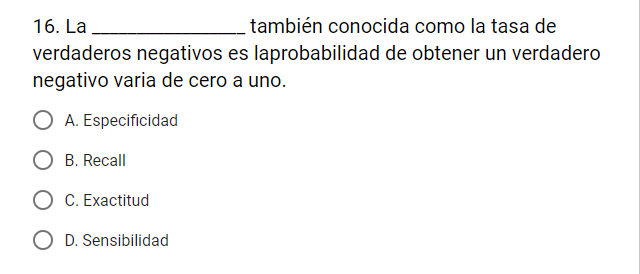 16. La _________________ también conocida como la tasa de
verdaderos negativos es laprobabilidad de obtener un verdadero
negativo varia de cero a uno.
A. Especificidad
B. Recall
C. Exactitud
D. Sensibilidad